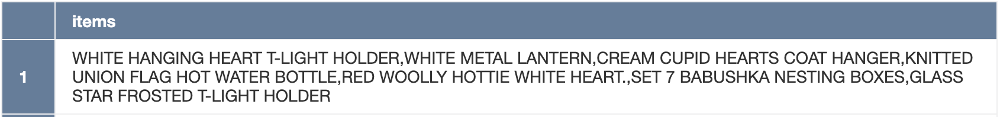 items
1
WHITE HANGING HEART T-LIGHT HOLDER,WHITE METAL LANTERN,CREAM CUPID HEARTS COAT HANGER,KNITTED
UNION FLAG HOT WATER BOTTLE,RED WOOLLY HOTTIE WHITE HEART.,SET 7 BABUSHKA NESTING BOXES,GLASS
STAR FROSTED T-LIGHT HOLDER